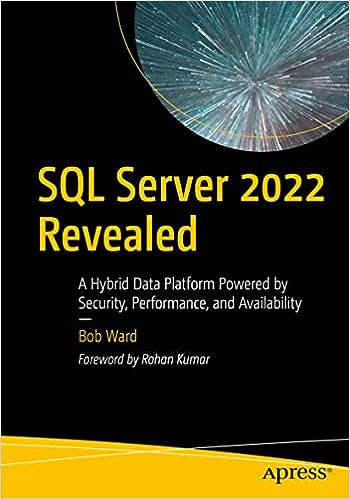 SQL Server 2022
Revealed
A Hybrid Data Platform Powered by
Security, Performance, and Availability
—
Bob Ward
Foreword by Rohan Kumar
Apress®